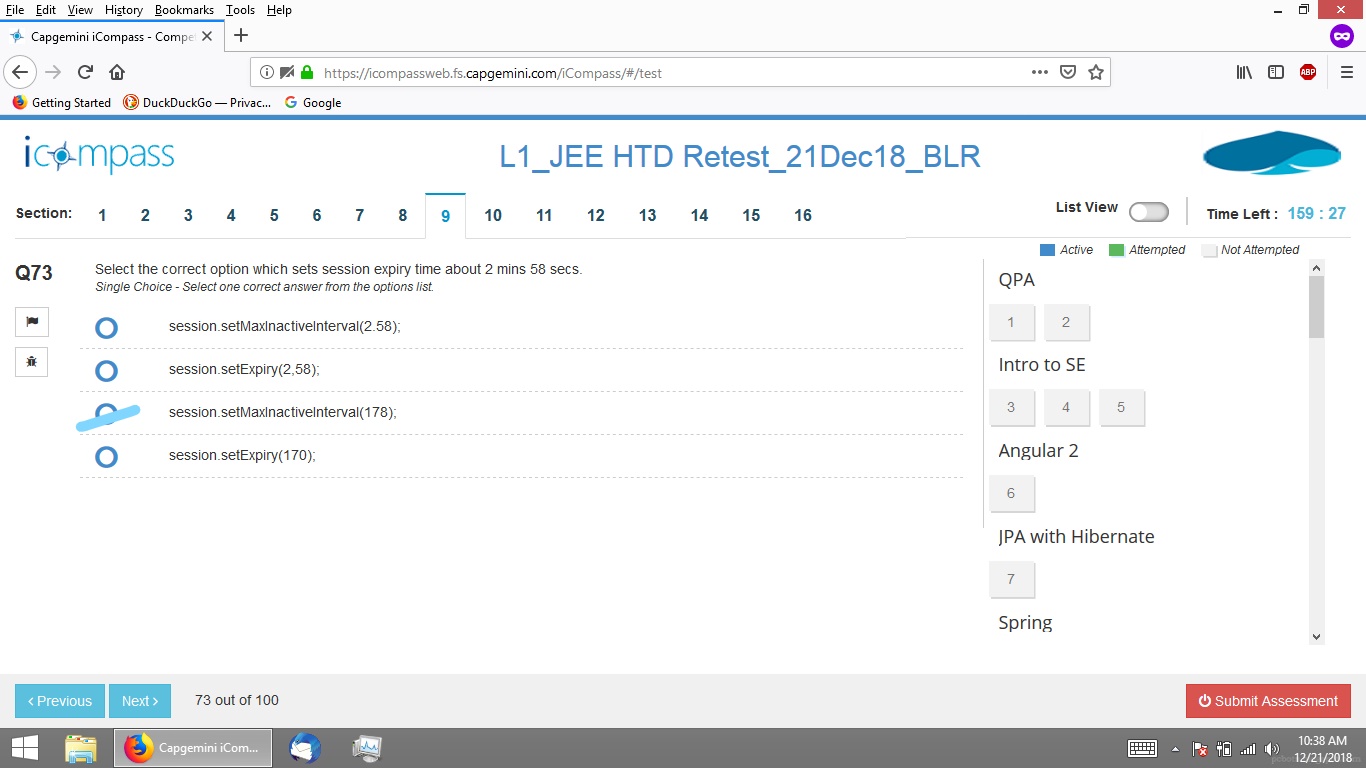 File Edit View History Bookmarks Tools Help
Capgemini iCompass - Compe
https://icompassweb.fs.capgemini.com/iCompass/#/test
ABP
Getting Started DuckDuckGo — Privac... Google
icompass
L1_JEE HTD Retest_21Dec18_BLR
Section: 1 2 3 4 5 6 7 8 9 10 11 12 13 14 15 16
List View
Time Left : 159 : 27
Active Attempted Not Attempted
Q73
Select the correct option which sets session expiry time about 2 mins 58 secs.
Single Choice - Select one correct answer from the options list.
session.setMaxInactiveInterval(2.58);
session.setExpiry(2,58);
session.setMaxInactiveInterval(178);
session.setExpiry(170);
QPA
1 2
Intro to SE
3 4 5
Angular 2
6
JPA with Hibernate
7
Spring
Previous Next 73 out of 100
Submit Assessment
Capgemini iCom...
10:38 AM
12/21/2018